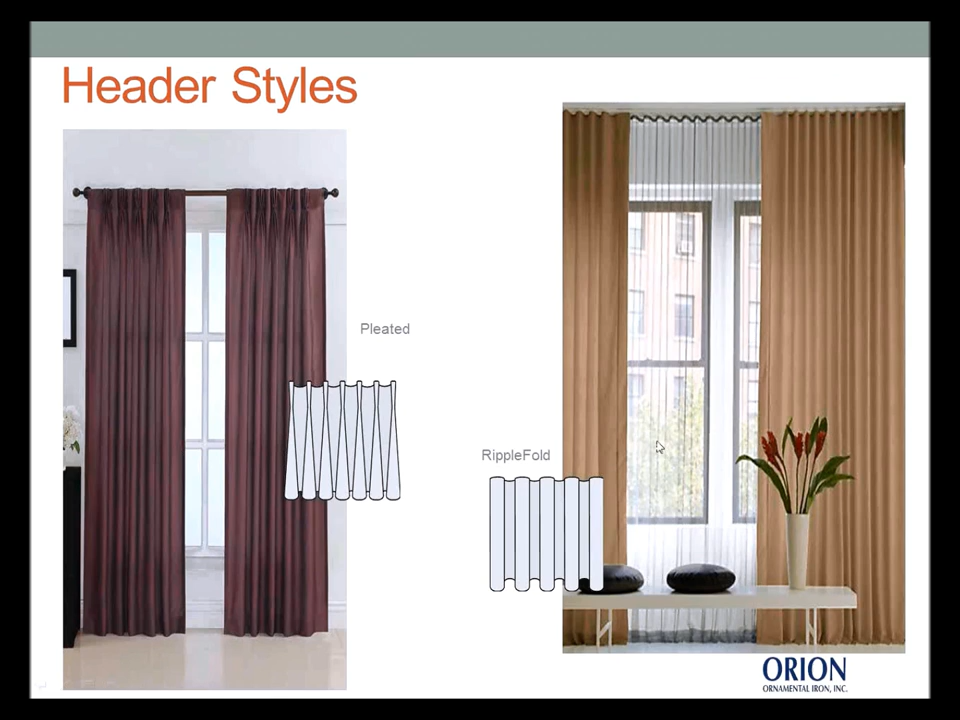 Header Styles
Pleated
RippleFold
ORION
ORNAMENTAL IRON, INC.